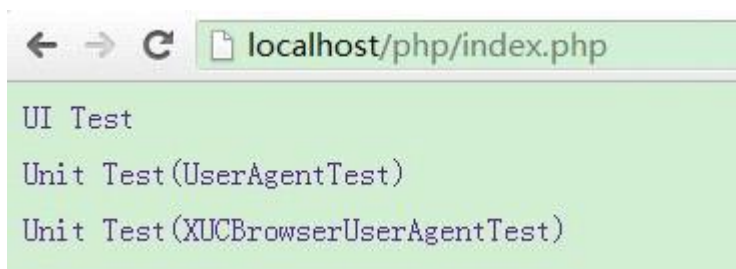 localhost/php/index.php
UI Test
Unit Test(UserAgentTest)
Unit Test(XUCBrowserUserAgentTest)